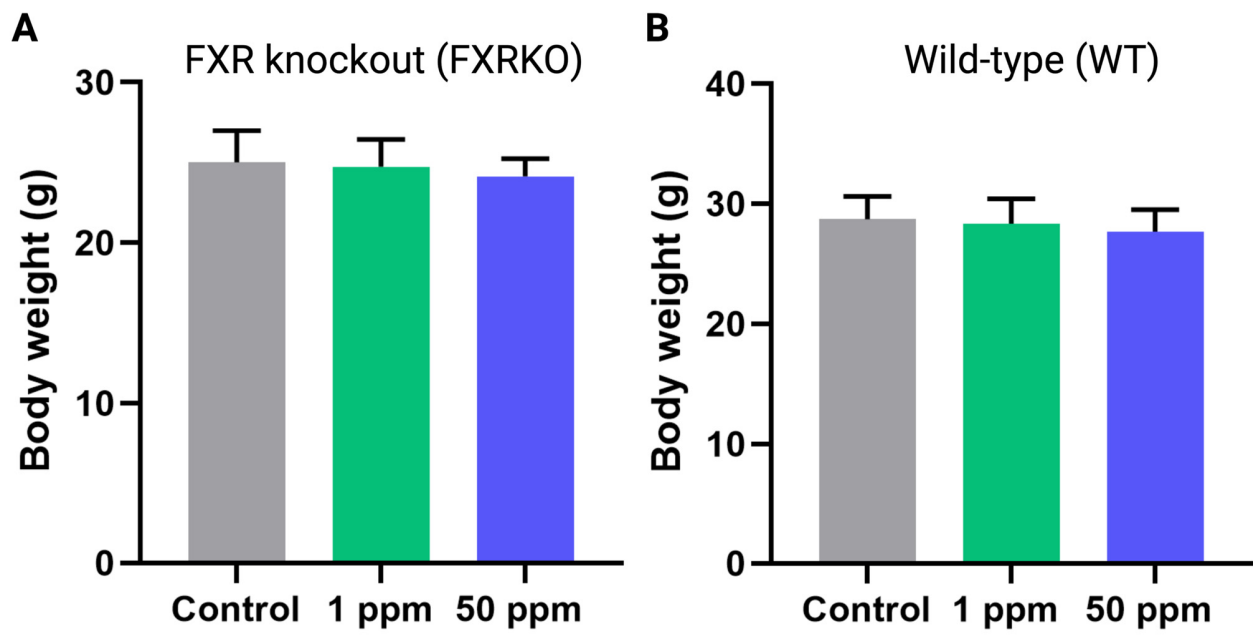 A
FXR knockout (FXRKO)
Body weight (g)
30
20
10
0
Control 1 ppm 50 ppm
B
Wild-type (WT)
Body weight (g)
40
30
20
10
0
Control 1 ppm 50 ppm